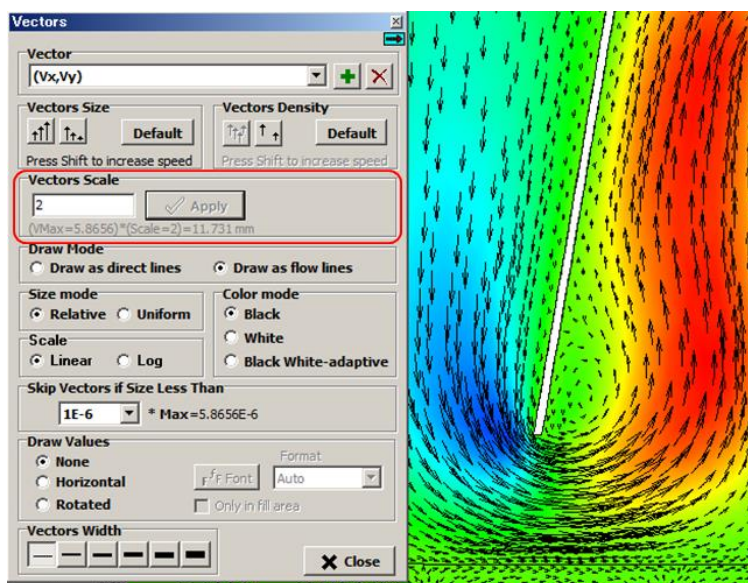 Vectors
Vector
(Vx,Vy)
Vectors Size
Vectors Density
Default
Default
Press Shift to increase speed
Press Shift to increase speed
Vectors Scale
2
Apply
(VMax=5.8656)*(Scale=2)=11.731 mm
Draw Mode
Draw as direct lines
Draw as flow lines
Size mode
Color mode
Relative
Uniform
Black
White
Scale
Linear
Log
Black White-adaptive
Skip Vectors if Size Less Than
1E-6
* Max=5.8656E-6
Draw Values
None
Format
Horizontal
FfF Font
Auto
Rotated
Only in fill area
Vectors Width
Close